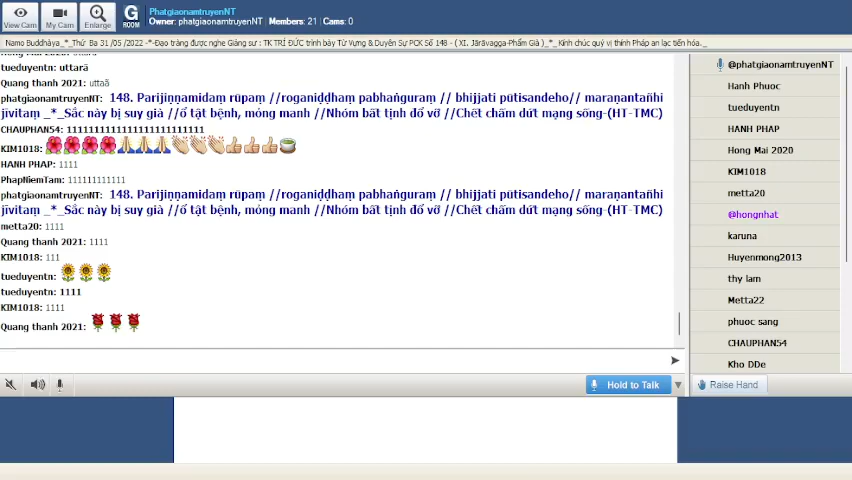 View Cam
My Cam
Enlarge
G ROOM
PhatgiaonamtruyenNT
Owner: phatgiaonamtruyenNT | Members: 21 | Cams: 0
Namo Buddhàya_*_Thứ Ba 31 /05 /2022 -*-Đạo tràng được nghe Giảng sư : TK TRÍ ĐỨC trình bày Từ Vựng & Duyên Sự PCK Số 148 - ( XI. Jārāvagga-Phẩm Già )_*_Kính chúc quý vị thính Pháp an lạc tiến hóa._
tueduyentn: uttarā
Quang thanh 2021: uttaā
phatgiaonamtruyenNT: 148. Parijiṇṇamidaṃ rūpaṃ //roganiḍḍhaṃ pabhaṅguraṃ // bhijjati pūtisandeho// maraṇantañhi
jīvitaṃ _*_Sắc này bị suy già //ổ tật bệnh, mỏng manh //Nhóm bất tịnh đổ vỡ //Chết chấm dứt mạng sống-(HT-TMC)
CHAUPHAN54: 1111111111111111111111111
KIM1018:
HANH PHAP: 1111
PhapNiemTam: 111111111111
phatgiaonamtruyenNT: 148. Parijiṇṇamidaṃ rūpaṃ //roganiḍḍhaṃ pabhaṅguraṃ // bhijjati pūtisandeho// maraṇantañhi
jīvitaṃ _*_Sắc này bị suy già //ổ tật bệnh, mỏng manh //Nhóm bất tịnh đổ vỡ //Chết chấm dứt mạng sống-(HT-TMC)
metta20: 1111
Quang thanh 2021: 1111
KIM1018: 111
tueduyentn:
tueduyentn: 1111
KIM1018: 1111
Quang thanh 2021:
Hold to Talk
@phatgiaonamtruyenNT
Hanh Phuoc
tueduyentn
HANH PHAP
Hong Mai 2020
KIM1018
metta20
@hongnhat
karuna
Huyenmong2013
thy lam
Metta22
phuoc sang
CHAUPHAN54
Kho DDe
Raise Hand